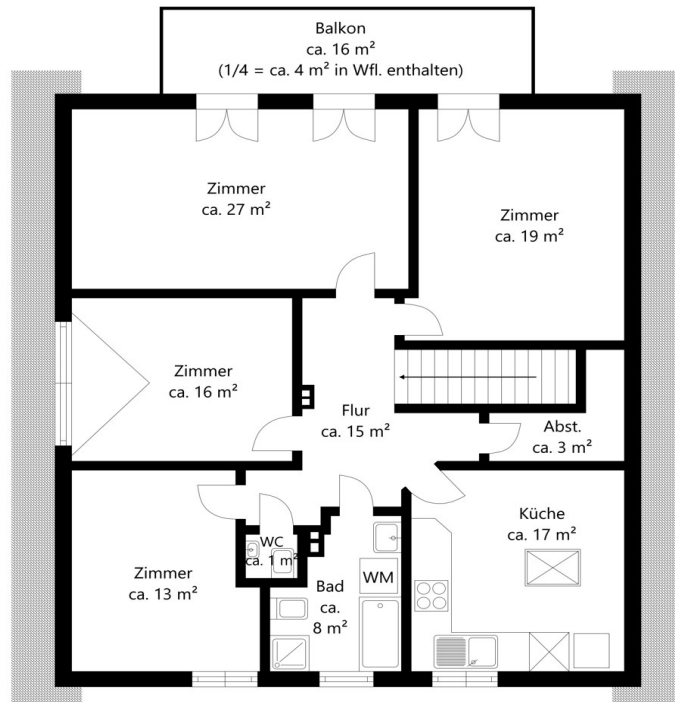 Balkon
ca. 16 m²
(1/4 = ca. 4 m² in Wfl. enthalten)
Zimmer
ca. 27 m²
Zimmer
ca. 19 m²
Zimmer
ca. 16 m²
Flur
ca. 15 m²
Abst.
ca. 3 m²
Küche
ca. 17 m²
WC
ca. 1 m²
Zimmer
ca. 13 m²
Bad
ca.
8 m²
WM